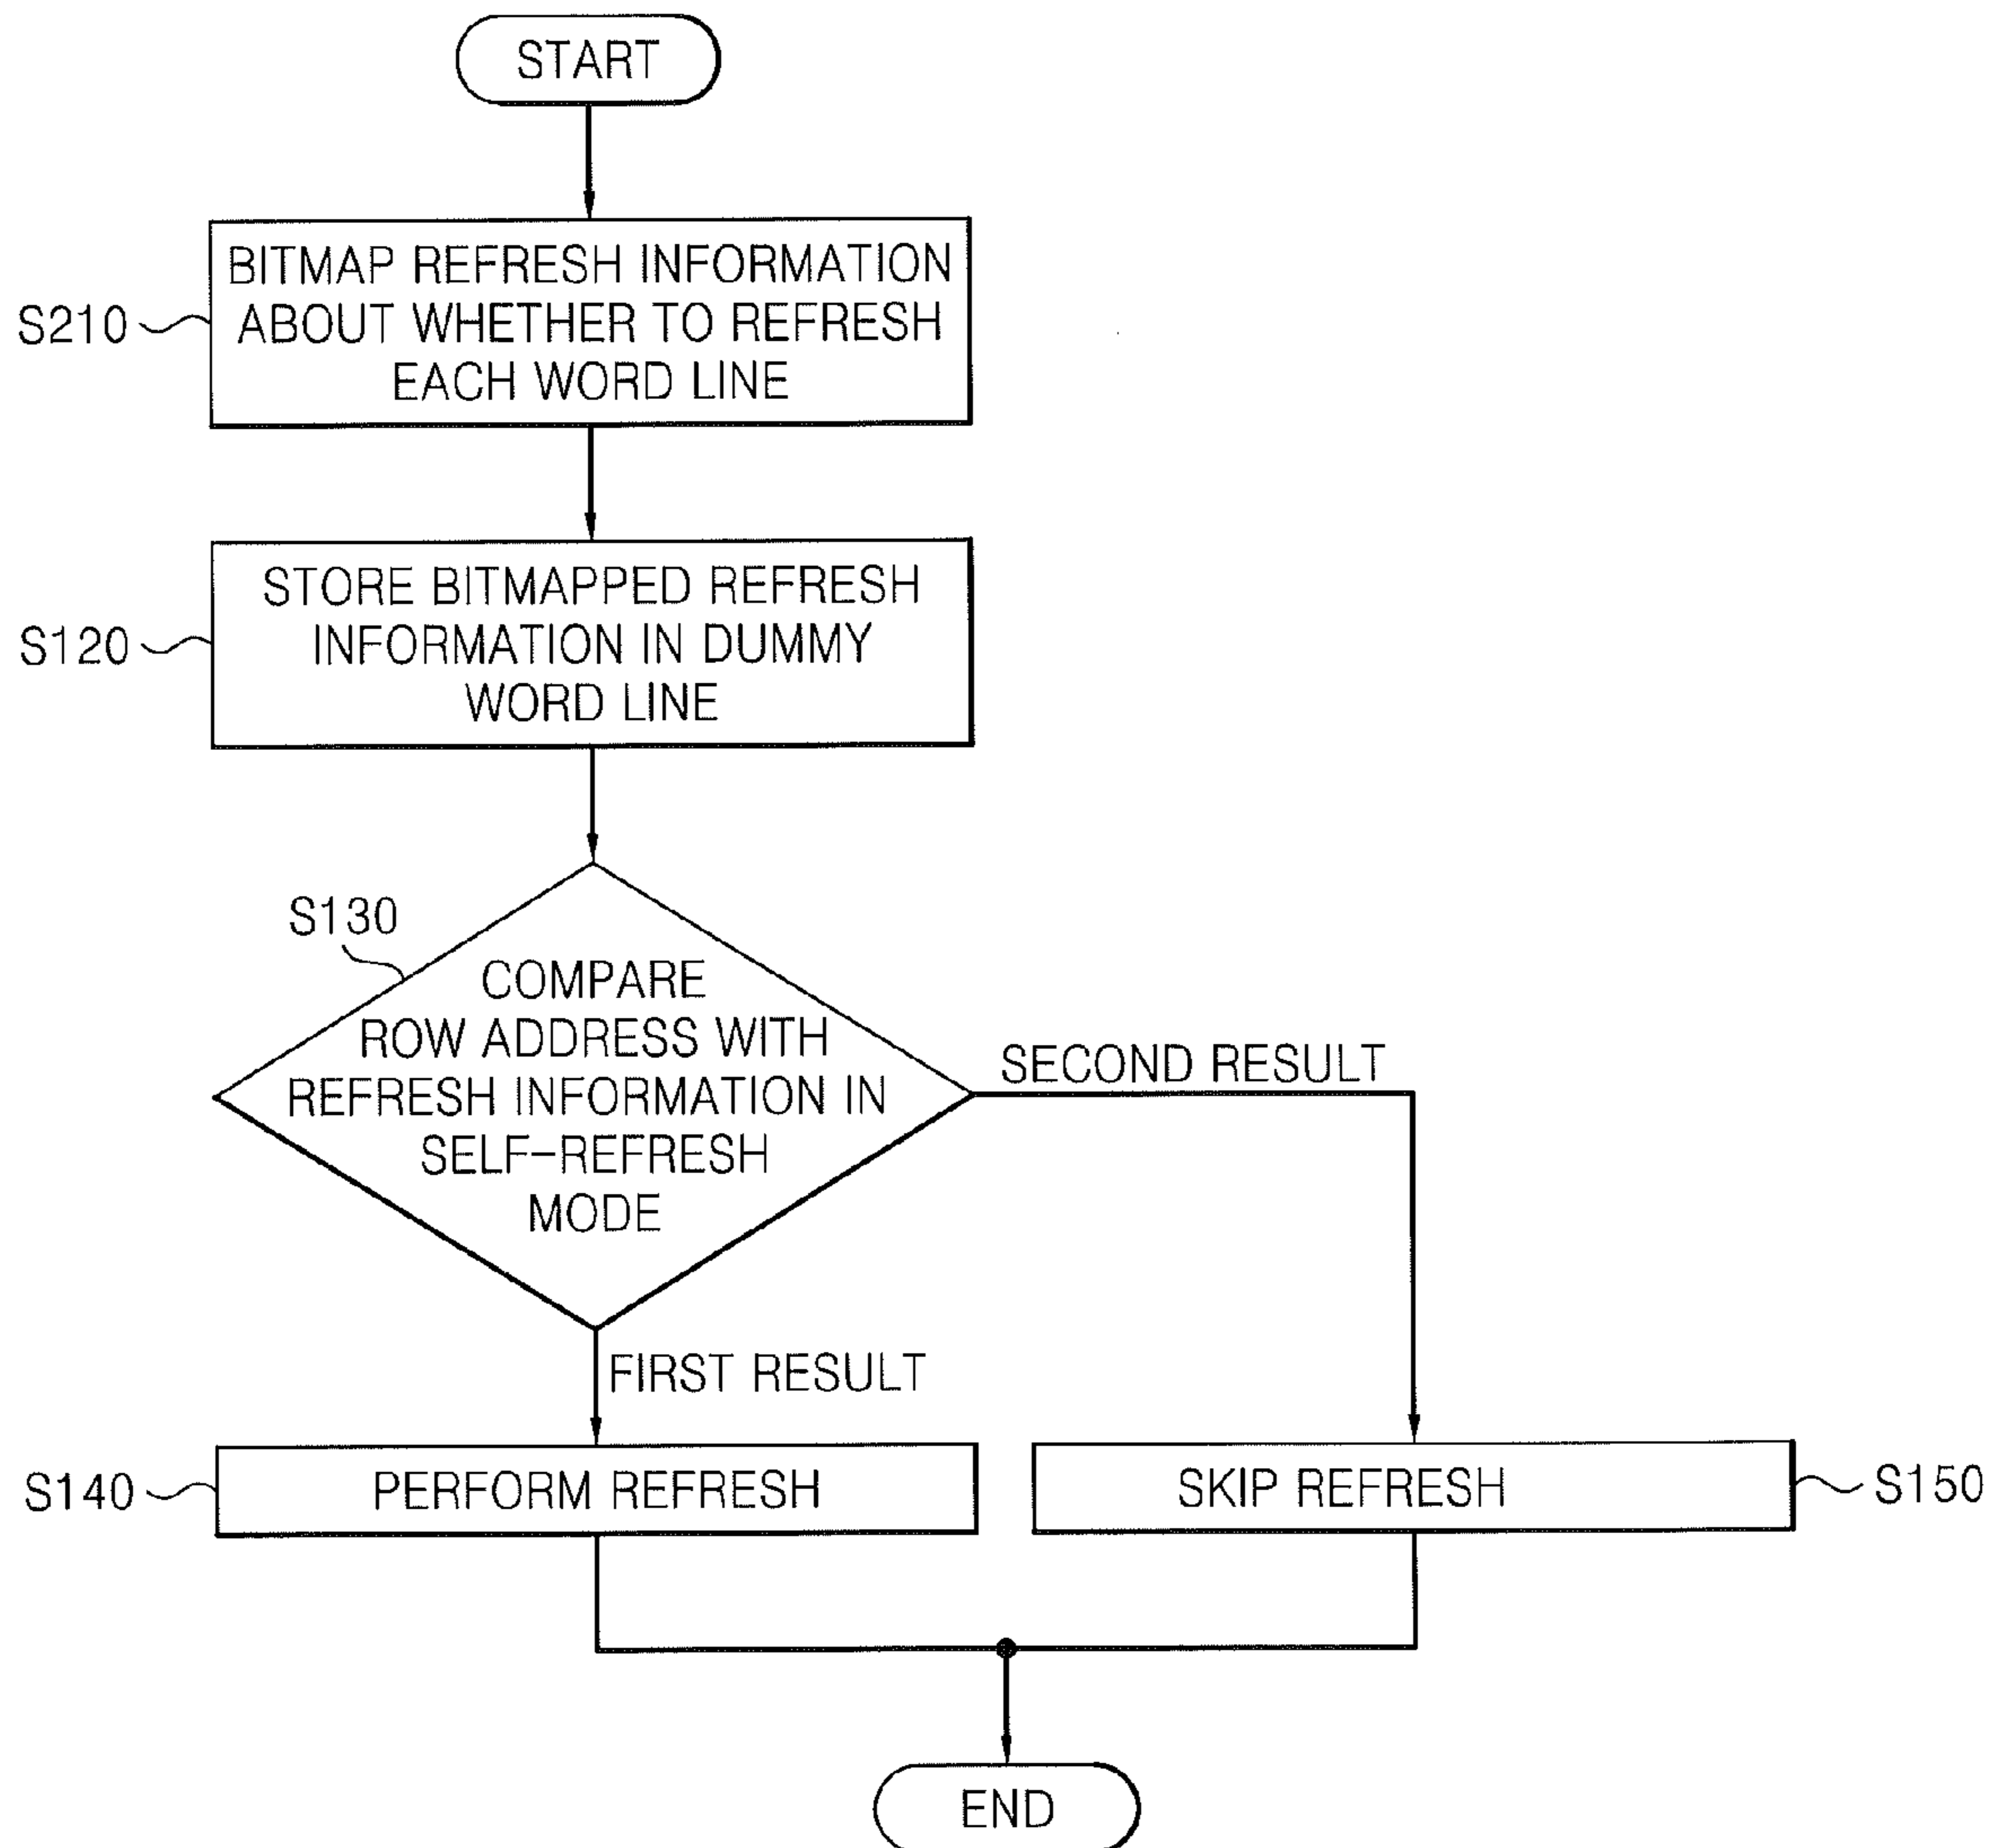 START
S210
BITMAP REFRESH INFORMATION
ABOUT WHETHER TO REFRESH
EACH WORD LINE
S120
STORE BITMAPPED REFRESH
INFORMATION IN DUMMY
WORD LINE
S130
COMPARE
ROW ADDRESS WITH
REFRESH INFORMATION IN
SELF-REFRESH
MODE
SECOND RESULT
FIRST RESULT
S140
PERFORM REFRESH
SKIP REFRESH
S150
END